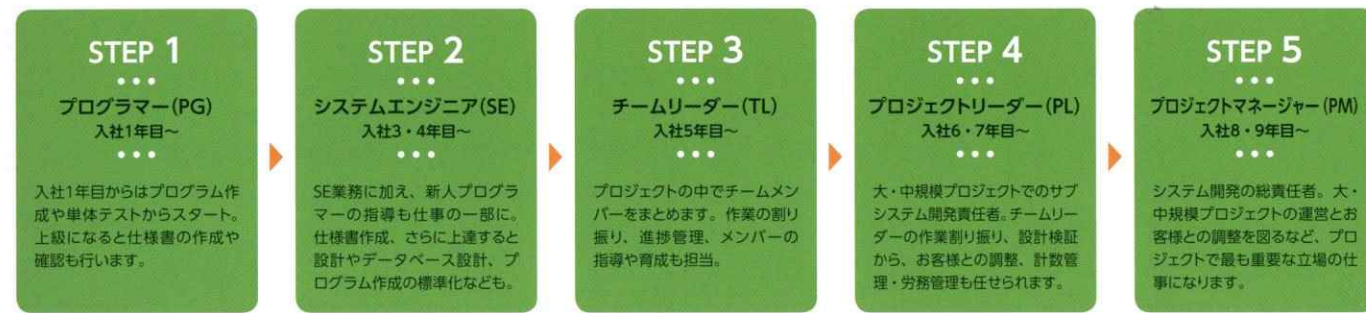 STEP 1
プログラマー(PG)
入社1年目〜
入社1年目からはプログラム作
成や単体テストからスタート。
上級になると仕様書の作成や
確認も行います。
STEP 2
システムエンジニア(SE)
入社3・4年目〜
SE業務に加え、新人プログラ
マーの指導も仕事の一部に。
仕様書作成、さらに上達すると
設計やデータベース設計、プ
ログラム作成の標準化なども。
STEP 3
チームリーダー(TL)
入社5年目〜
プロジェクトの中でチームメン
バーをまとめます。作業の割り
振り、進捗管理、メンバーの
指導や育成も担当。
STEP 4
プロジェクトリーダー(PL)
入社6・7年目〜
大・中規模プロジェクトでのサブ
システム開発責任者。チームリー
ダーの作業割り振り、設計検証
から、お客様との調整、計数管
理・労務管理も任せられます。
STEP 5
プロジェクトマネージャー(PM)
入社8・9年目〜
システム開発の総責任者。大・
中規模プロジェクトの運営とお
客様との調整を図るなど、プロ
ジェクトで最も重要な立場の仕
事になります。